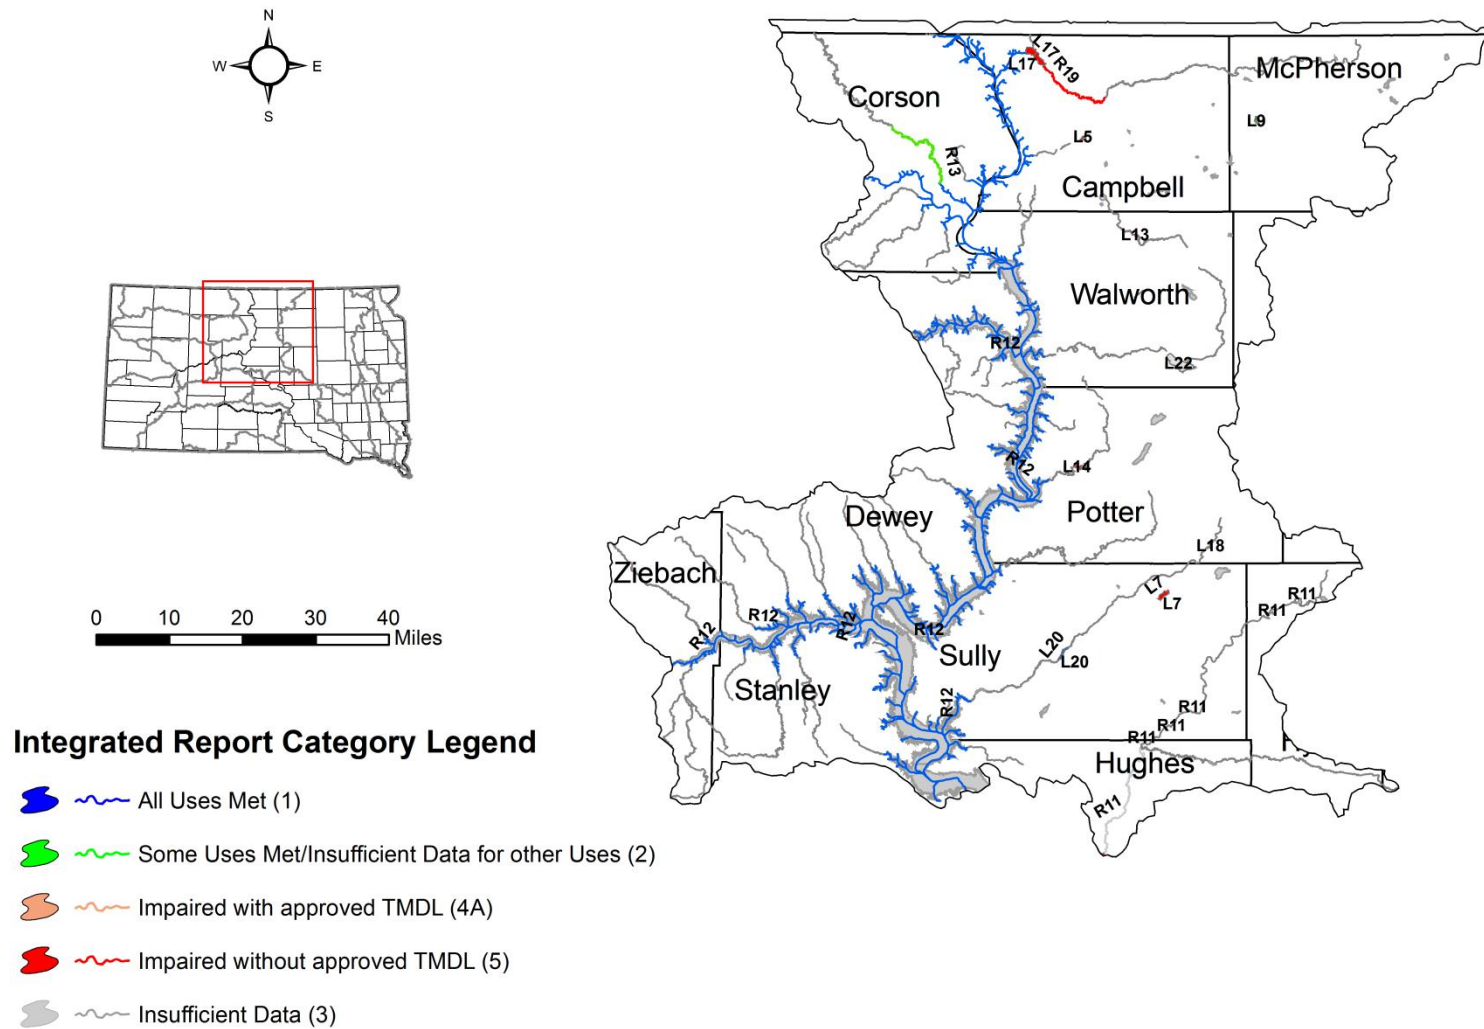 N
W E
S
L17
R19
L17
McPherson
Corson
L9
L5
R13
Campbell
L13
Walworth
R12
L22
R12
L14
Dewey
Potter
L18
Ziebach
L7
L7
R11
R11
0 10 20 30 40
Miles
R12
R12
R12
R12
L20
L20
Sully
Stanley
R12
R11
R11
R11
Hughes
R11
Integrated Report Category Legend
All Uses Met (1)
Some Uses Met/Insufficient Data for other Uses (2)
Impaired with approved TMDL (4A)
Impaired without approved TMDL (5)
Insufficient Data (3)